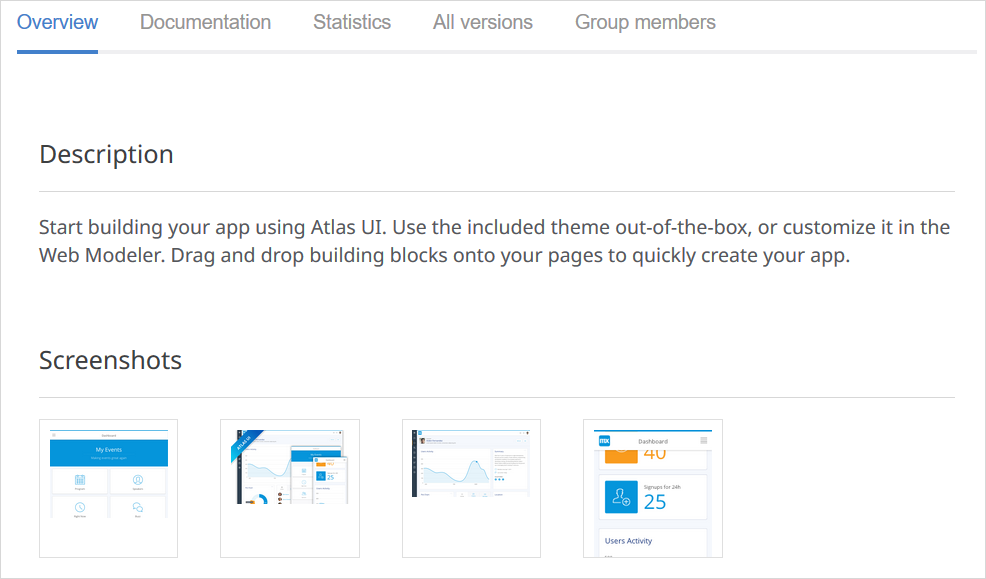 Overview Documentation Statistics All versions Group members
Description
Start building your app using Atlas UI. Use the included theme out-of-the-box, or customize it in the
Web Modeler. Drag and drop building blocks onto your pages to quickly create your app.
Screenshots
Dashboard
My Events
ATLAS UI
25
mx Dashboard
40
Signups for 24h
25
Users Activity